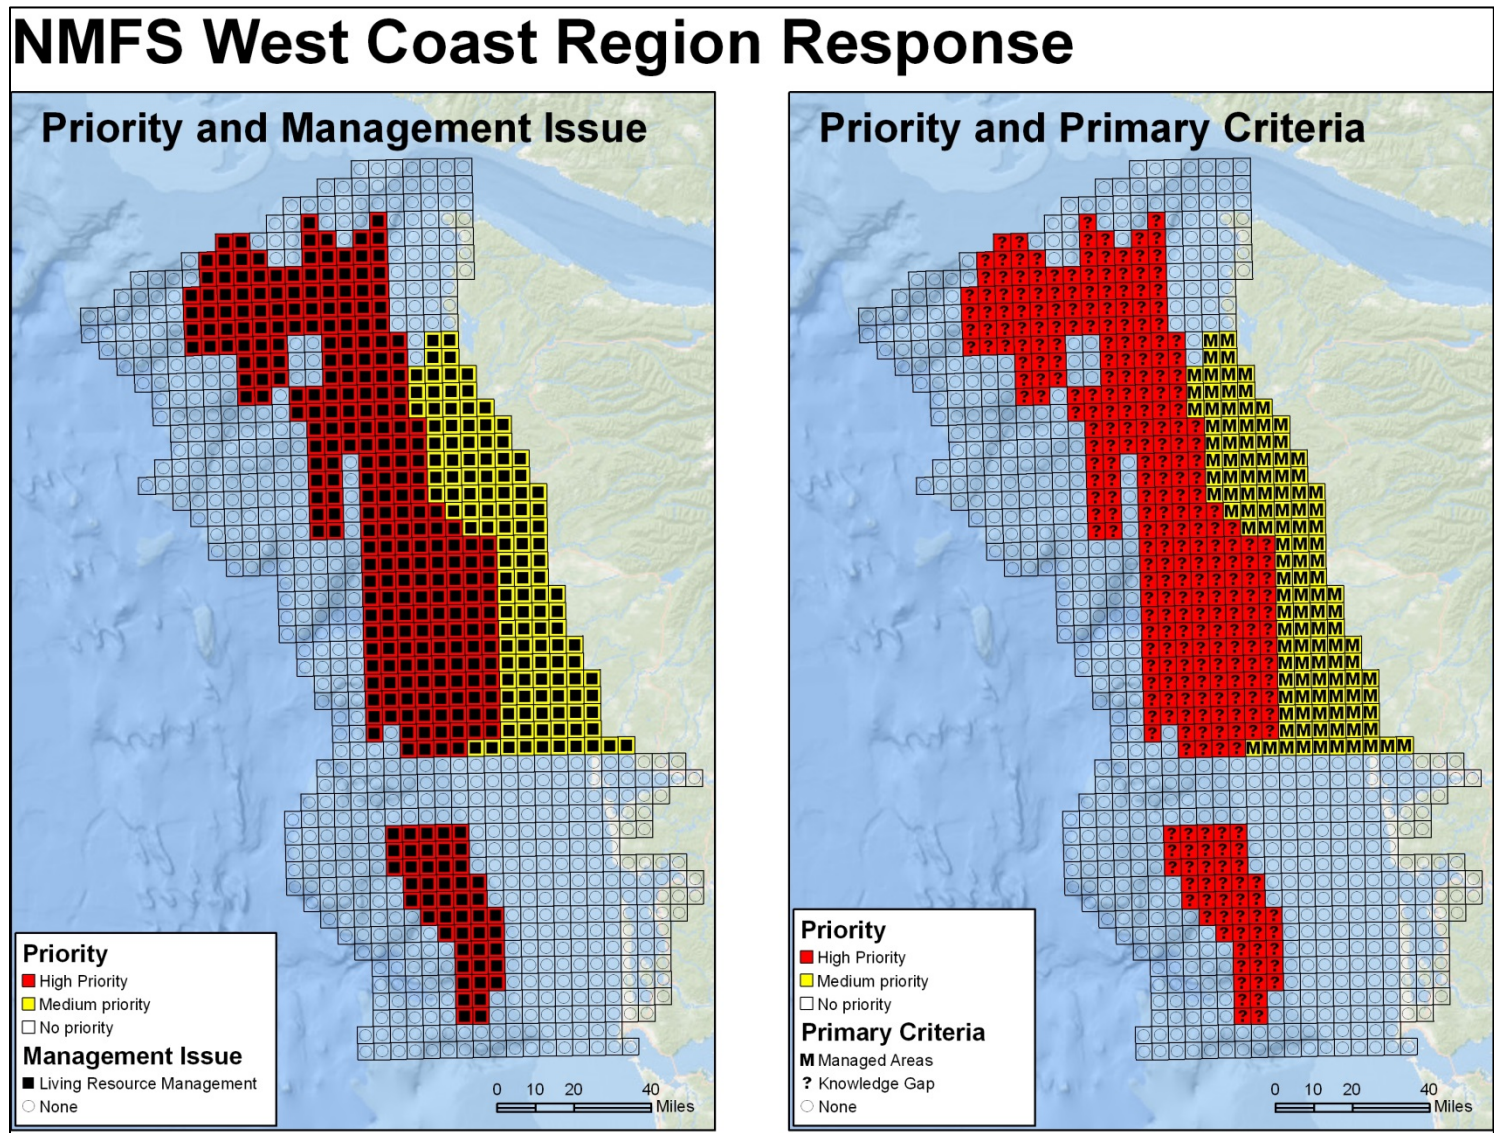 NMFS West Coast Region Response
Priority and Management Issue
Priority
High Priority
Medium priority
No priority
Management Issue
Living Resource Management
None
0 10 20 40
Miles
Priority and Primary Criteria
Priority
High Priority
Medium priority
No priority
Primary Criteria
M Managed Areas
? Knowledge Gap
None
0 10 20 40
Miles